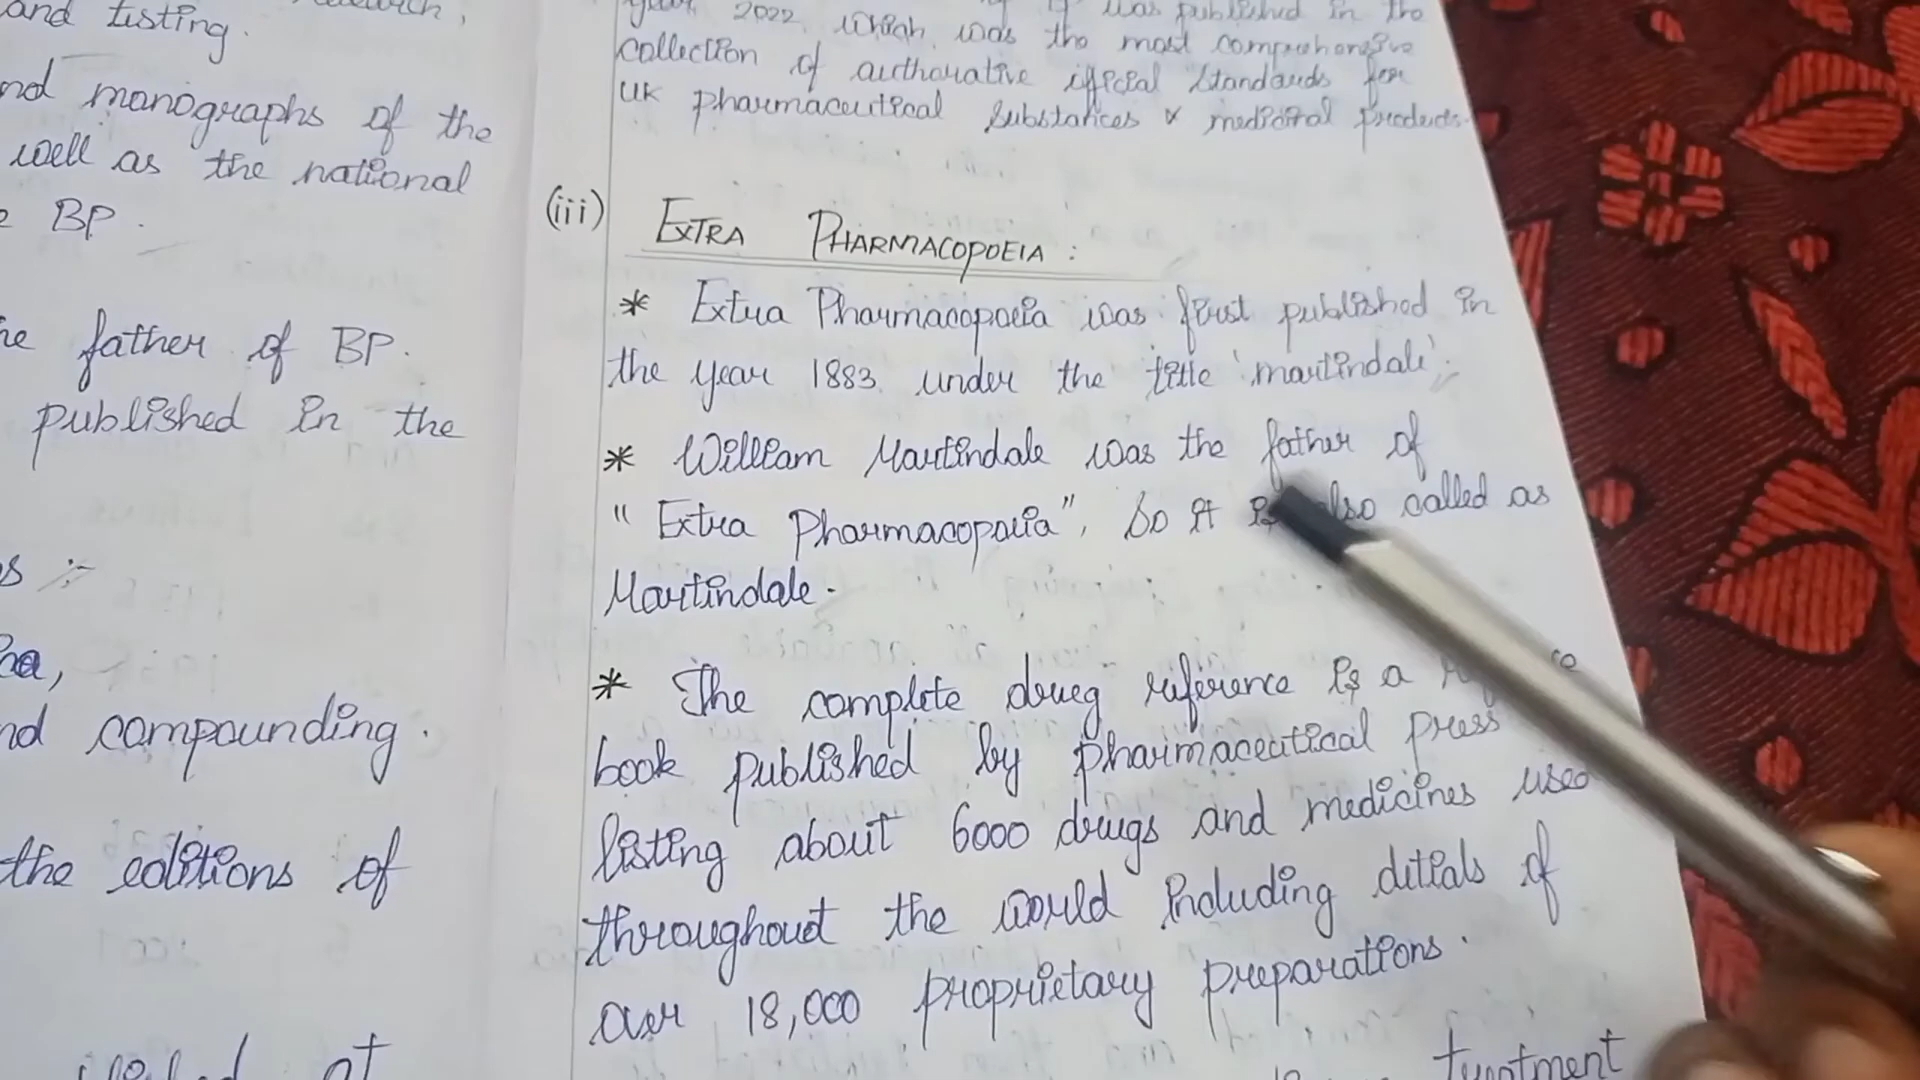 and testing.
nd monographs of the
well as the national
BP.
father of BP.
published in the
nd compounding.
the editions of
at
year 2022 which was the most comprehensive
collection of authorative official standards for
UK pharmaceutical substances & medicinal products.
(iii) EXTRA PHARMACOPOEIA :
* Extra Pharmacopoeia was first published in
the year 1883 under the title 'martindale'.
* William Martindale was the father of
" Extra Pharmacopoeia", so it is also called as
Martindale.
* The complete drug reference is a
book published by pharmaceutical press
listing about 6000 drugs and medicines used
throughout the world including ditials of
over 18,000 proprietary preparations.
treatment